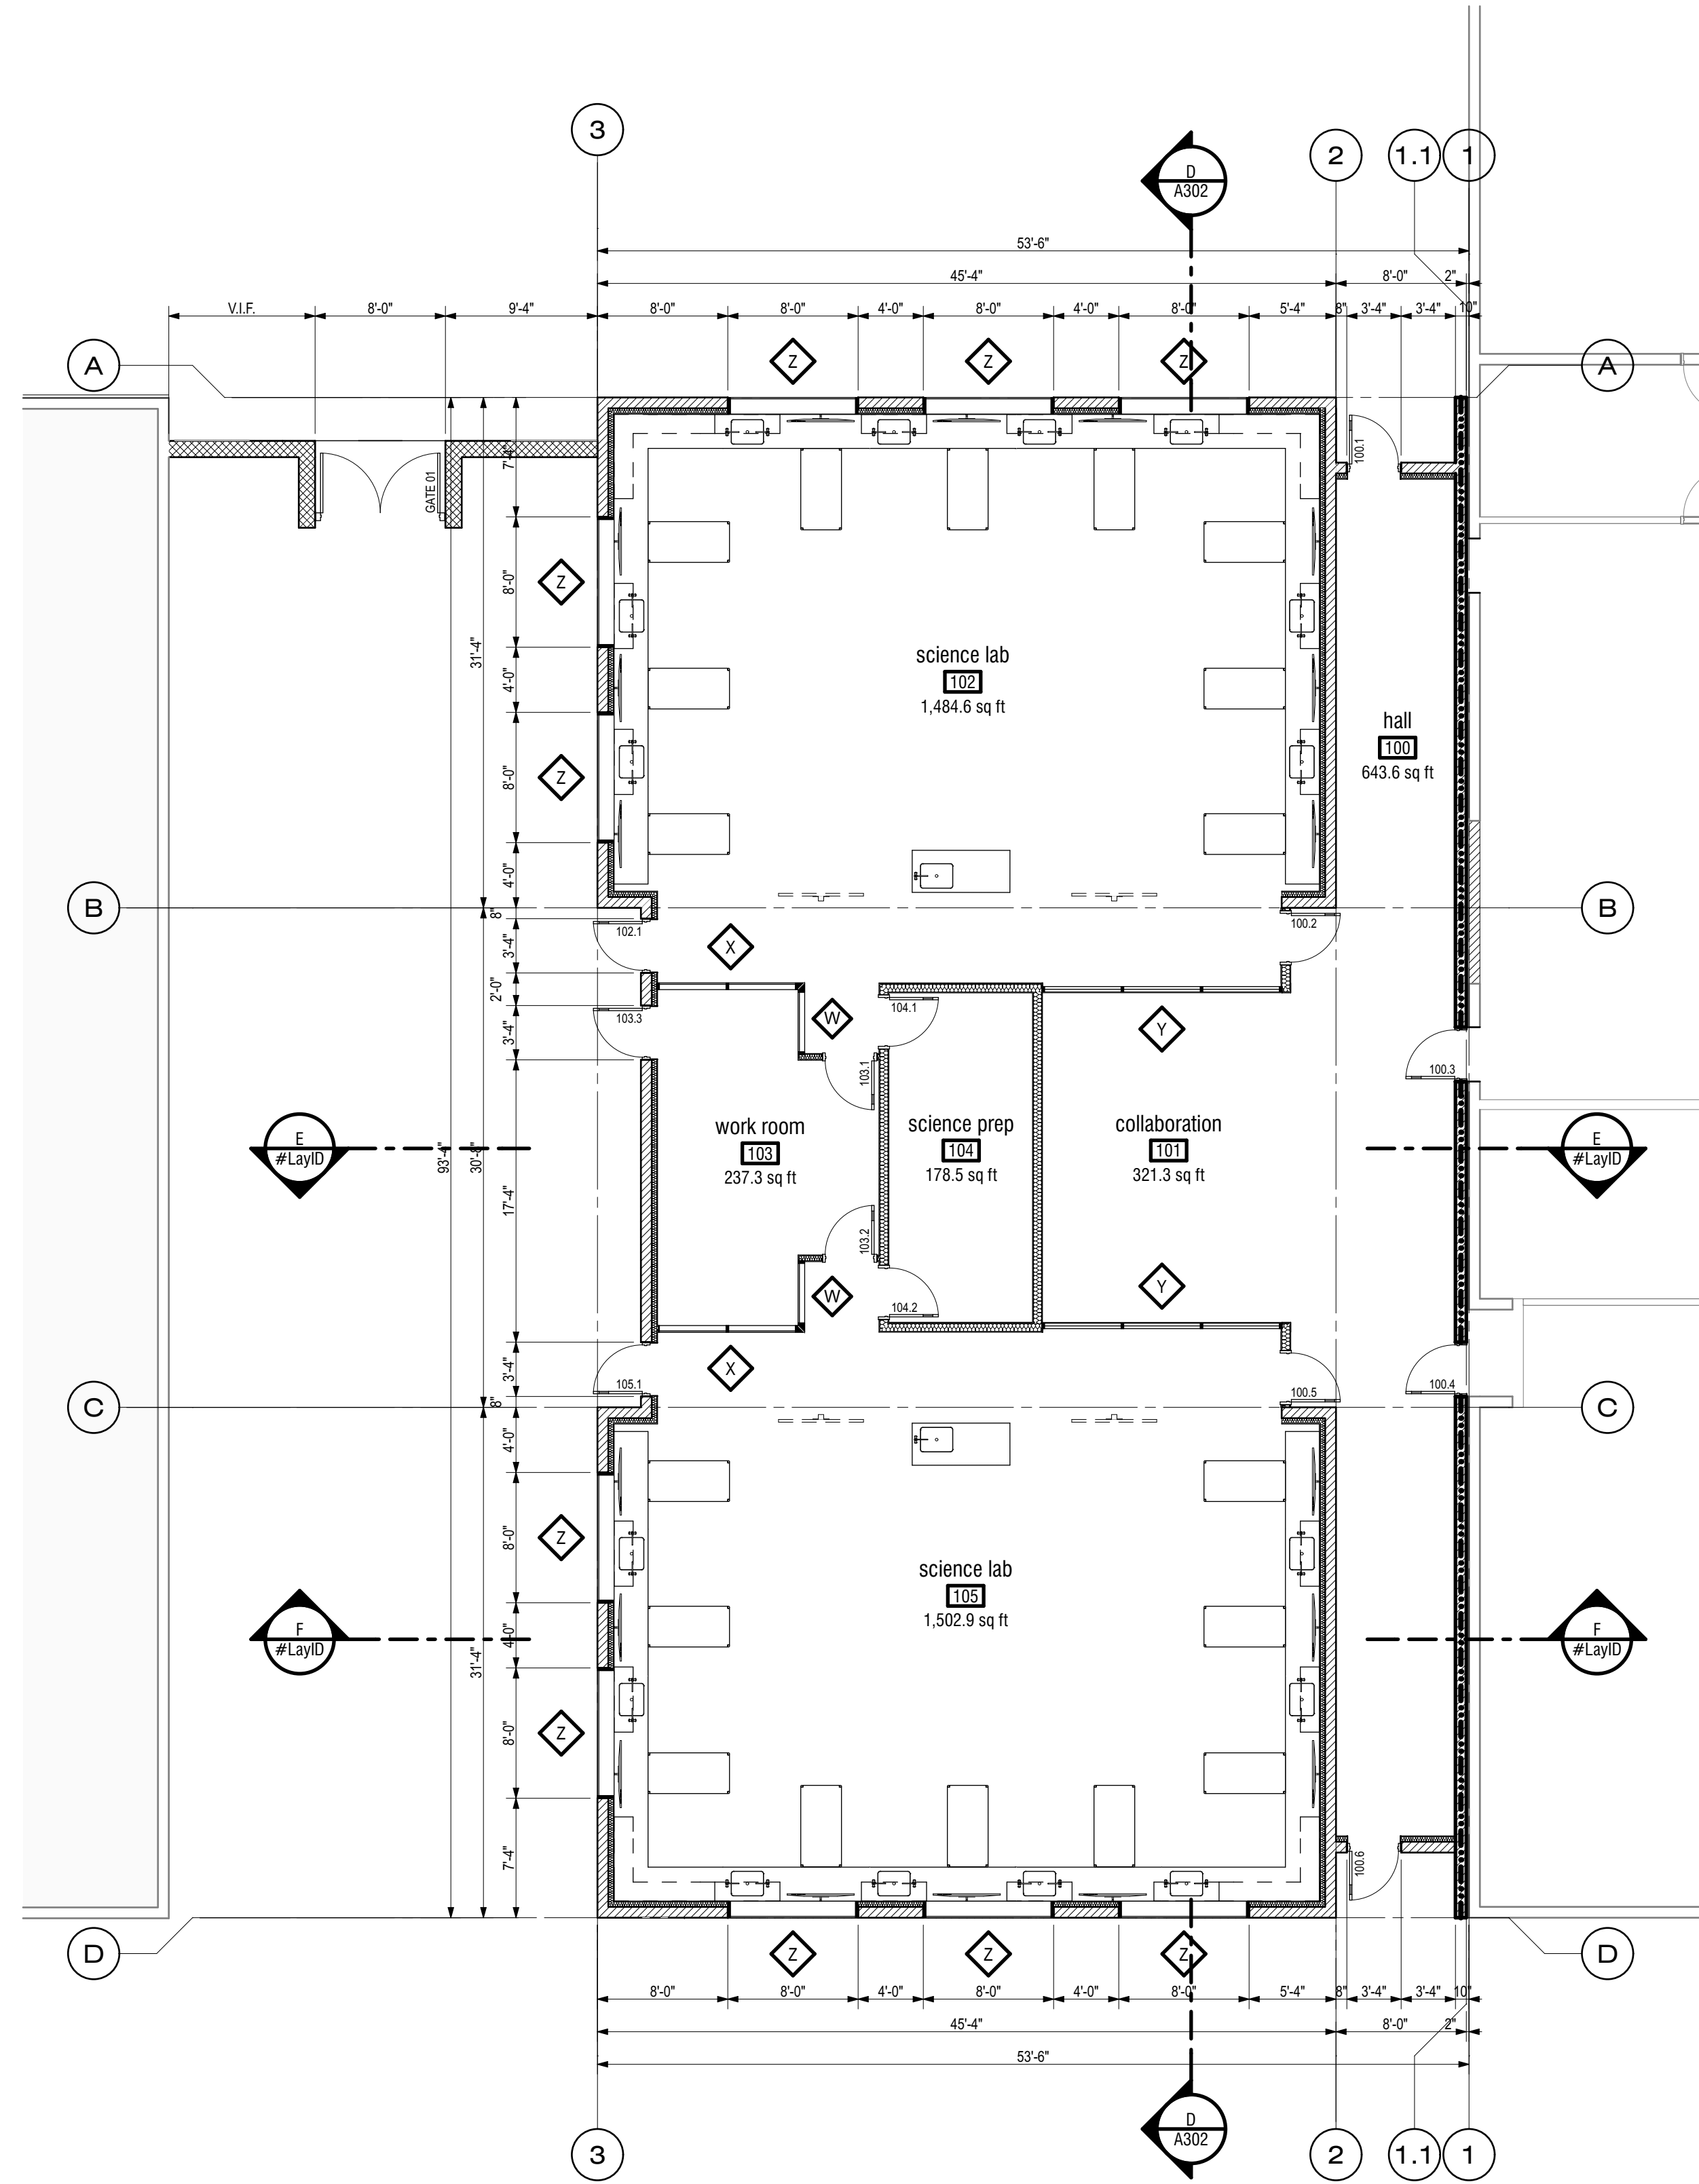 3
2
1.1
1
D
A302
53'-6"
45'-4"
8'-0"
2"
V.I.F.
8'-0"
9'-4"
8'-0"
8'-0"
4'-0"
8'-0"
4'-0"
8'-0"
5'-4"
8"
3'-4"
3'-4"
10"
A
Z
Z
Z
A
100.1
GATE 01
7'-4"
8'-0"
Z
31'-4"
4'-0"
science lab
102
1,484.6 sq ft
hall
100
643.6 sq ft
8'-0"
Z
4'-0"
B
B
8"
102.1
X
100.2
3'-4"
2'-0"
103.3
W
104.1
Y
3'-4"
103.1
100.3
E
#LayID
93'-4"
30'-8"
17'-4"
work room
103
237.3 sq ft
science prep
104
178.5 sq ft
collaboration
101
321.3 sq ft
E
#LayID
103.2
W
104.2
Y
3'-4"
105.1
X
100.5
100.4
8"
C
C
4'-0"
8'-0"
Z
science lab
105
1,502.9 sq ft
F
#LayID
4'-0"
31'-4"
F
#LayID
8'-0"
Z
7'-4"
100.6
D
Z
Z
Z
D
8'-0"
8'-0"
4'-0"
8'-0"
4'-0"
8'-0"
5'-4"
8"
3'-4"
3'-4"
10"
45'-4"
8'-0"
2"
53'-6"
D
A302
3
2
1.1
1